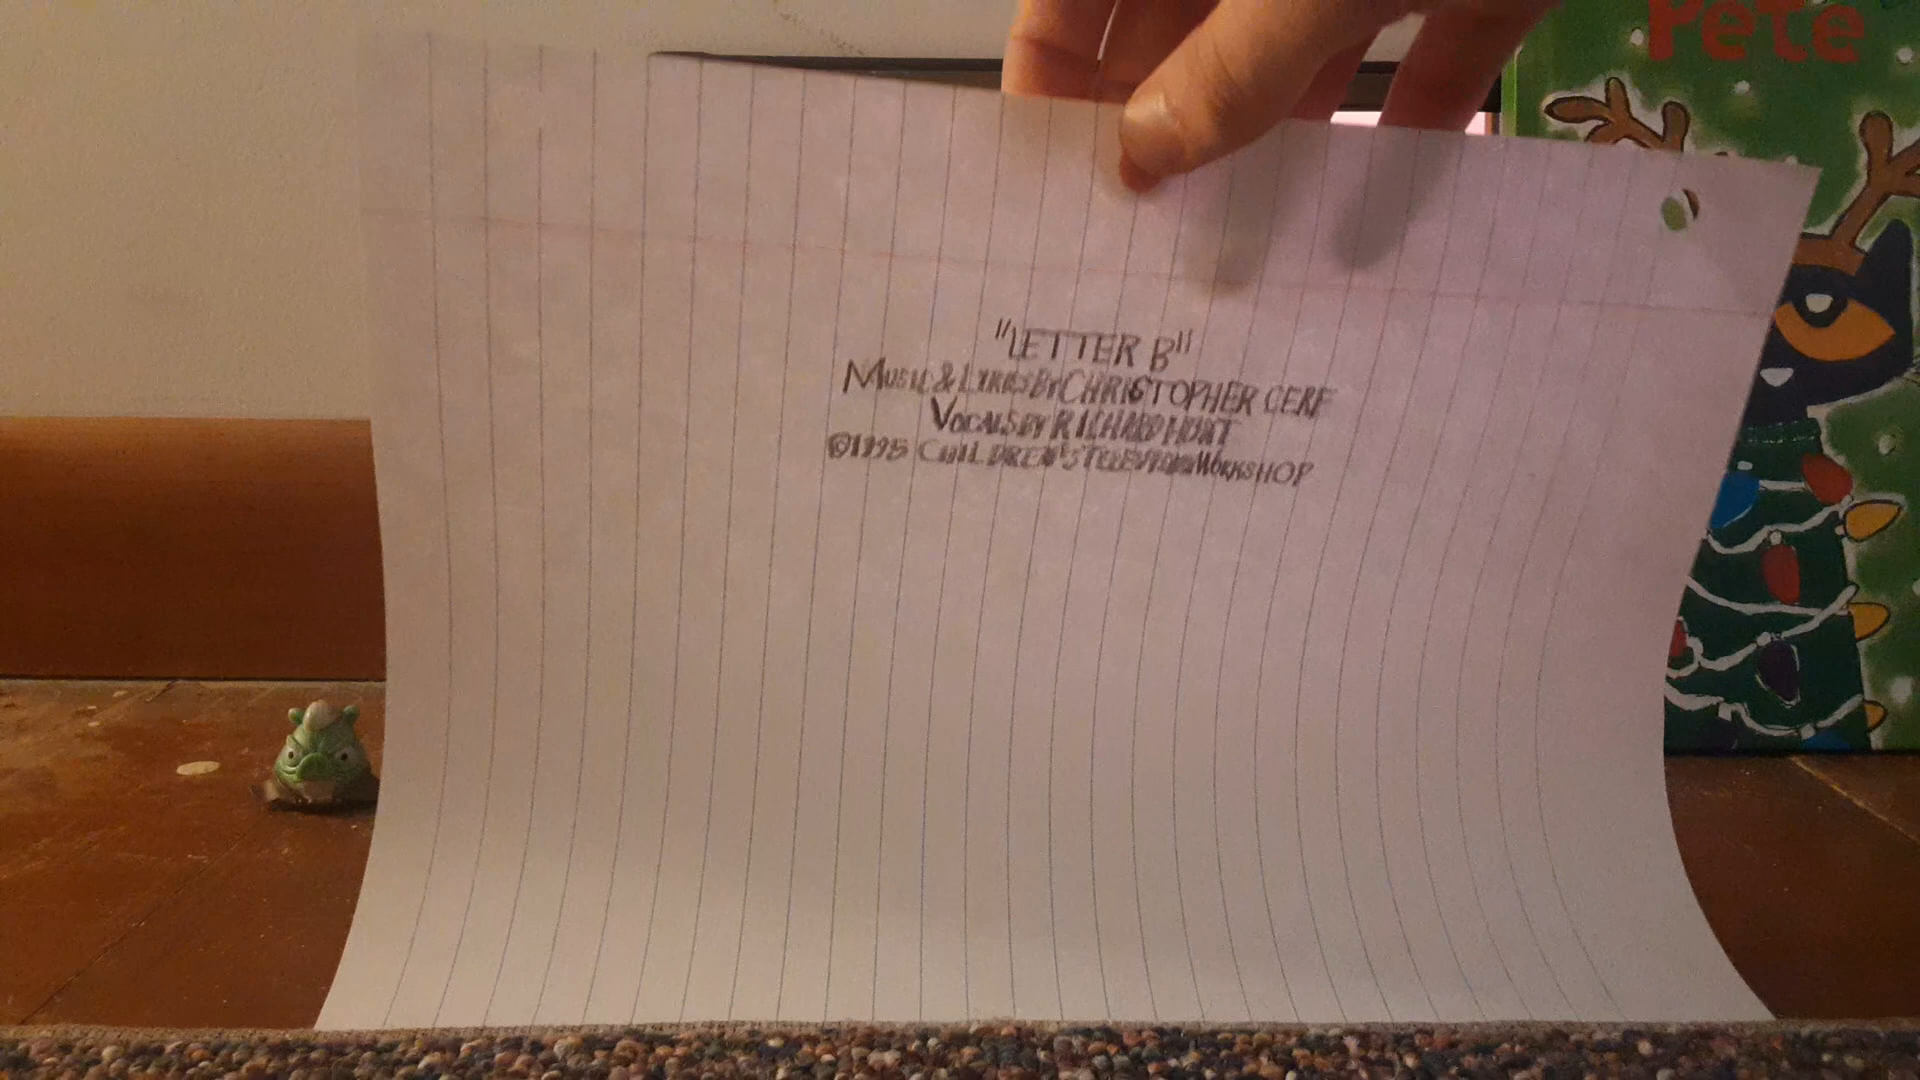 Pete
"LETTER B"
MUSIC & LYRICS BY CHRISTOPHER CERF
VOCALS BY RICHARD HUNT
©1995 CHILDREN'S TELEVISION WORKSHOP